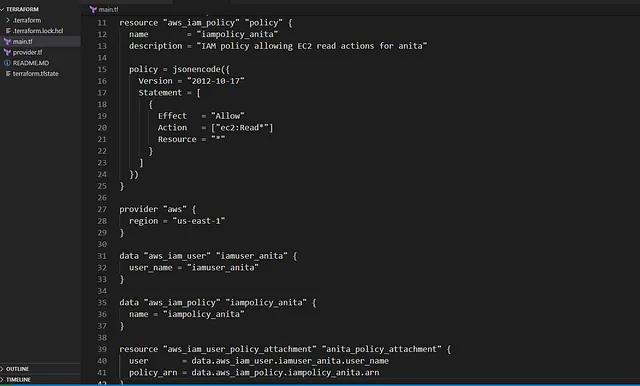 TERRAFORM
.terraform
.terraform.lock.hcl
main.tf
provider.tf
README.MD
terraform.tfstate
OUTLINE
TIMELINE
main.tf
11 resource "aws_iam_policy" "policy" {
12 name = "iampolicy_anita"
13 description = "IAM policy allowing EC2 read actions for anita"
14
15 policy = jsonencode({
16 Version = "2012-10-17"
17 Statement = [
18 {
19 Effect = "Allow"
20 Action = ["ec2:Read*"]
21 Resource = "*"
22 }
23 ]
24 })
25 }
26
27 provider "aws" {
28 region = "us-east-1"
29 }
30
31 data "aws_iam_user" "iamuser_anita" {
32 user_name = "iamuser_anita"
33 }
34
35 data "aws_iam_policy" "iampolicy_anita" {
36 name = "iampolicy_anita"
37 }
38
39 resource "aws_iam_user_policy_attachment" "anita_policy_attachment" {
40 user = data.aws_iam_user.iamuser_anita.user_name
41 policy_arn = data.aws_iam_policy.iampolicy_anita.arn
42 }